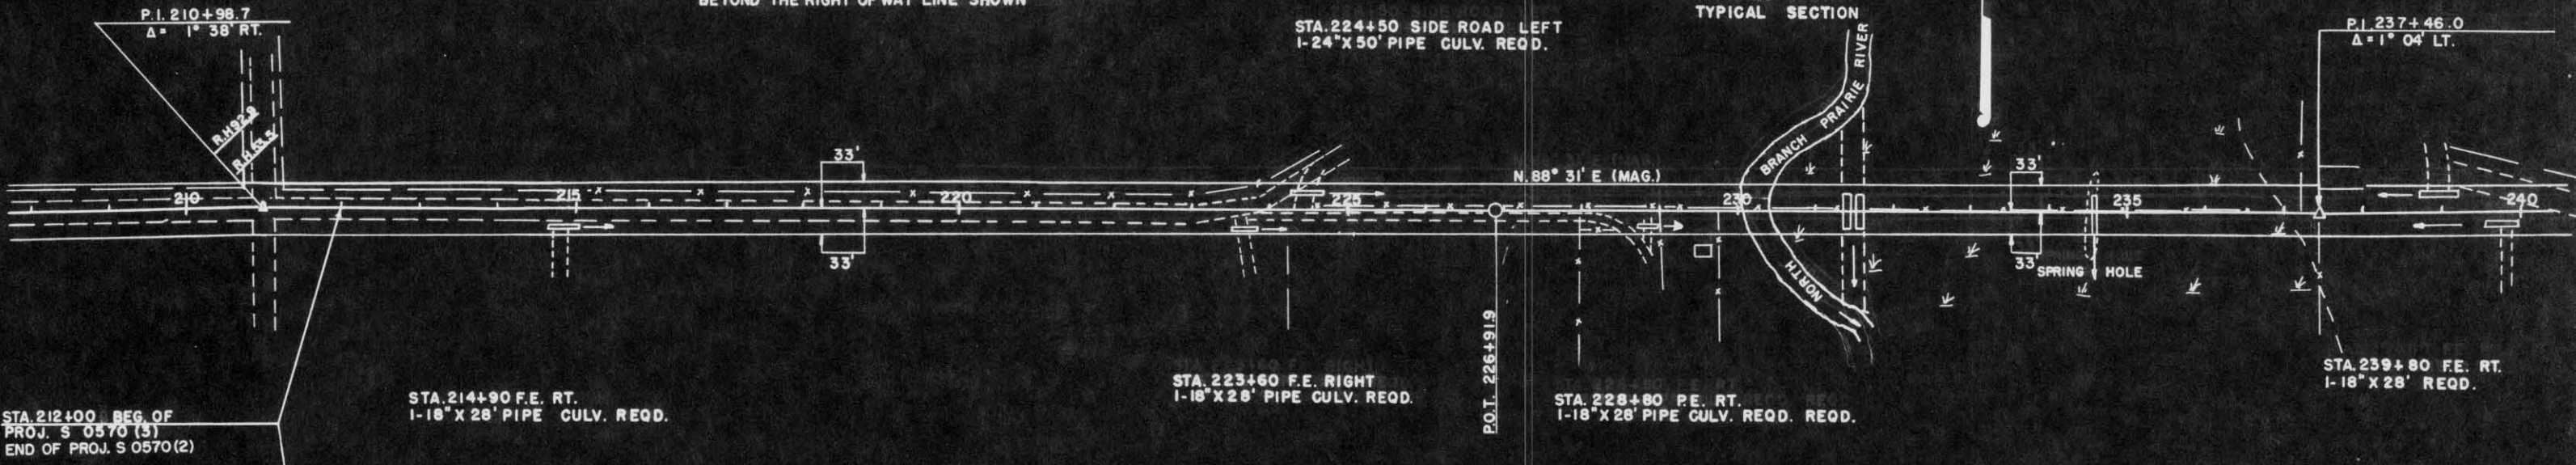 BEYOND THE RIGHT OF WAY LINE SHOWN
P.I. 210+98.7
Δ = 1° 38' RT.
STA. 224+50 SIDE ROAD LEFT
1-24"X 50' PIPE CULV. REQD.
TYPICAL SECTION
P.I. 237+46.0
Δ = 1° 04' LT.
R.H. 92.9
R.H. 53.5
33'
33'
N. 88° 31' E (MAG.)
NORTH BRANCH PRAIRIE RIVER
33'
33'
210
215
220
225
230
235
240
SPRING HOLE
P.O.T. 226+91.9
STA. 212+00 BEG. OF
PROJ. S 0570 (3)
END OF PROJ. S 0570 (2)
STA. 214+90 F.E. RT.
1-18" X 28' PIPE CULV. REQD.
STA. 223+60 F.E. RIGHT
1-18" X 28' PIPE CULV. REQD.
STA. 228+80 P.E. RT.
1-18" X 28' PIPE CULV. REQD. REQD.
STA. 239+80 F.E. RT.
1-18" X 28' REQD.